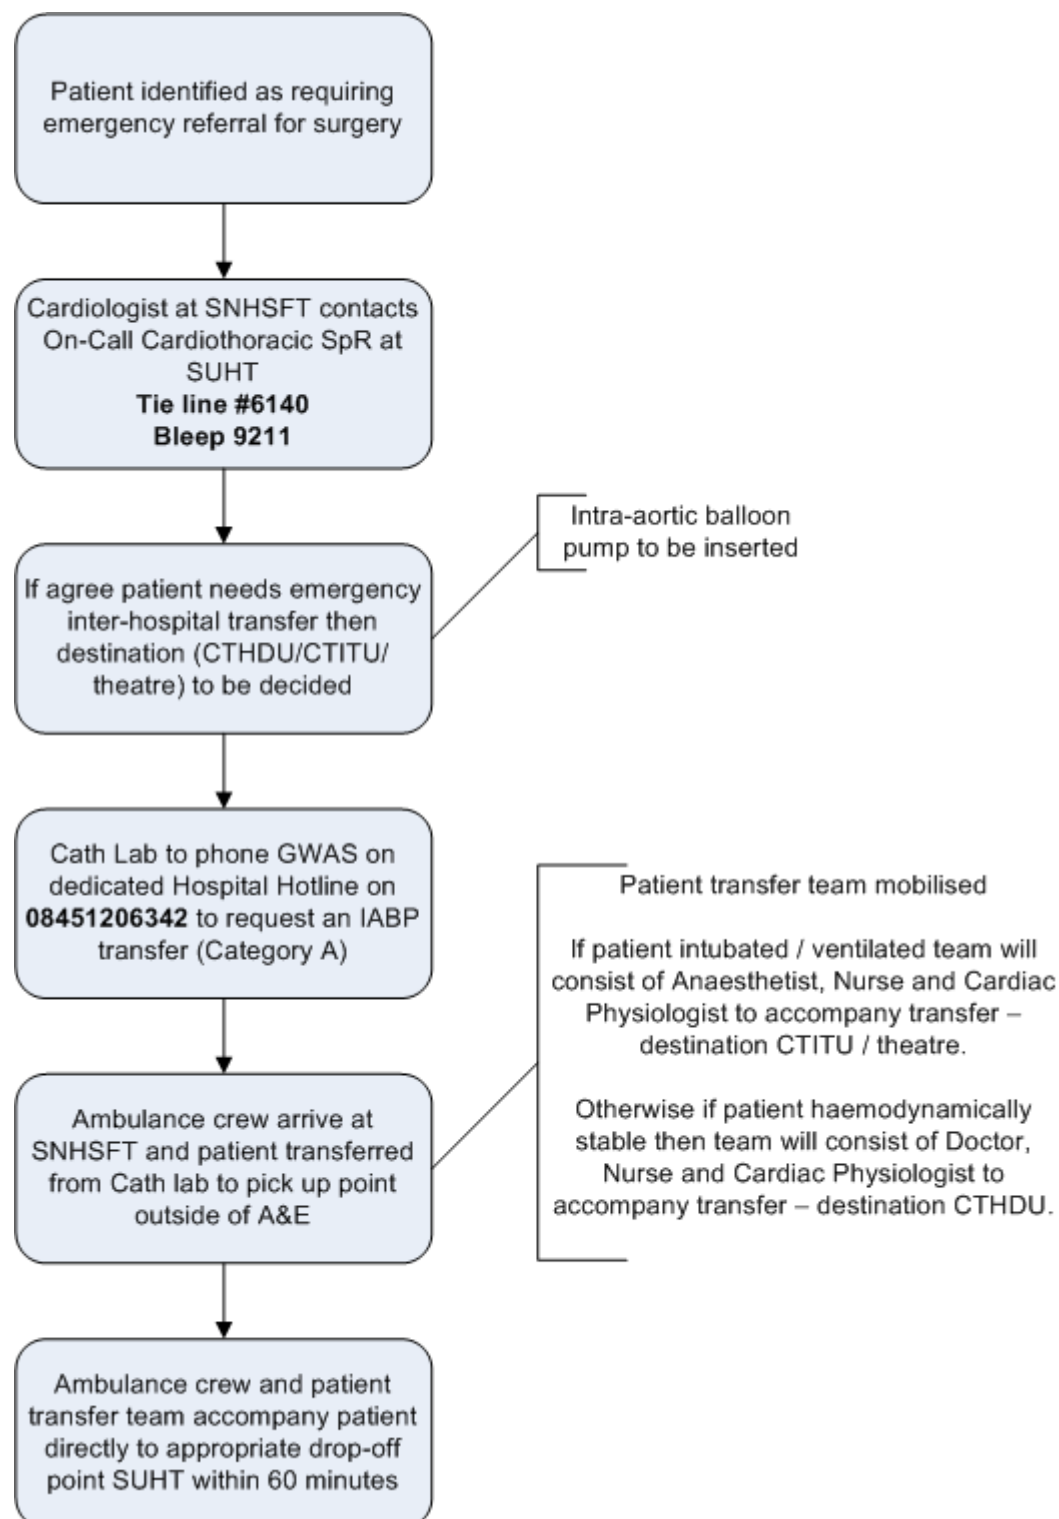 Patient identified as requiring
emergency referral for surgery
Cardiologist at SNHSFT contacts
On-Call Cardiothoracic SpR at
SUHT
Tie line #6140
Bleep 9211
If agree patient needs emergency
inter-hospital transfer then
destination (CTHDU/CTITU/
theatre) to be decided
Intra-aortic balloon
pump to be inserted
Cath Lab to phone GWAS on
dedicated Hospital Hotline on
08451206342 to request an IABP
transfer (Category A)
Ambulance crew arrive at
SNHSFT and patient transferred
from Cath lab to pick up point
outside of A&E
Patient transfer team mobilised
If patient intubated / ventilated team will
consist of Anaesthetist, Nurse and Cardiac
Physiologist to accompany transfer –
destination CTITU / theatre.
Otherwise if patient haemodynamically
stable then team will consist of Doctor,
Nurse and Cardiac Physiologist to
accompany transfer – destination CTHDU.
Ambulance crew and patient
transfer team accompany patient
directly to appropriate drop-off
point SUHT within 60 minutes